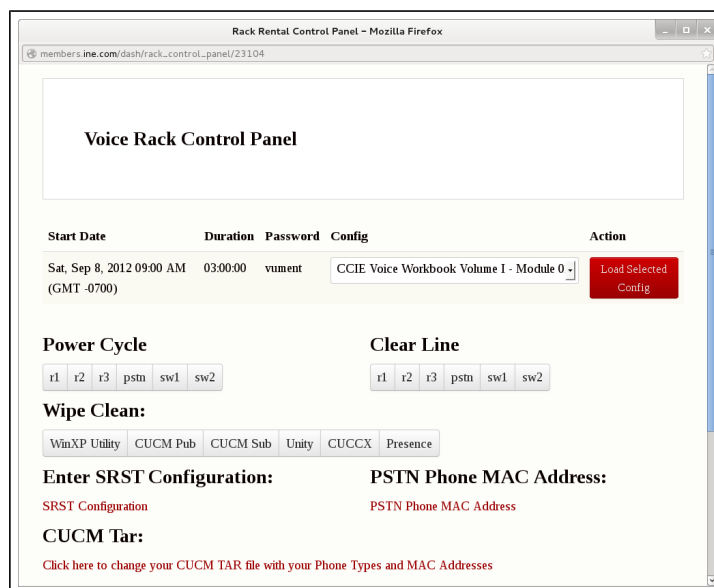 Rack Rental Control Panel – Mozilla Firefox
members.ine.com/dash/rack_control_panel/23104
Voice Rack Control Panel
Start Date Duration Password Config Action
Sat, Sep 8, 2012 09:00 AM 03:00:00 vument CCIE Voice Workbook Volume I - Module 0 Load Selected
(GMT -0700) Config
Power Cycle Clear Line
r1 r2 r3 pstn sw1 sw2 r1 r2 r3 pstn sw1 sw2
Wipe Clean:
WinXP Utility CUCM Pub CUCM Sub Unity CUCCX Presence
Enter SRST Configuration: PSTN Phone MAC Address:
SRST Configuration PSTN Phone MAC Address
CUCM Tar:
Click here to change your CUCM TAR file with your Phone Types and MAC Addresses